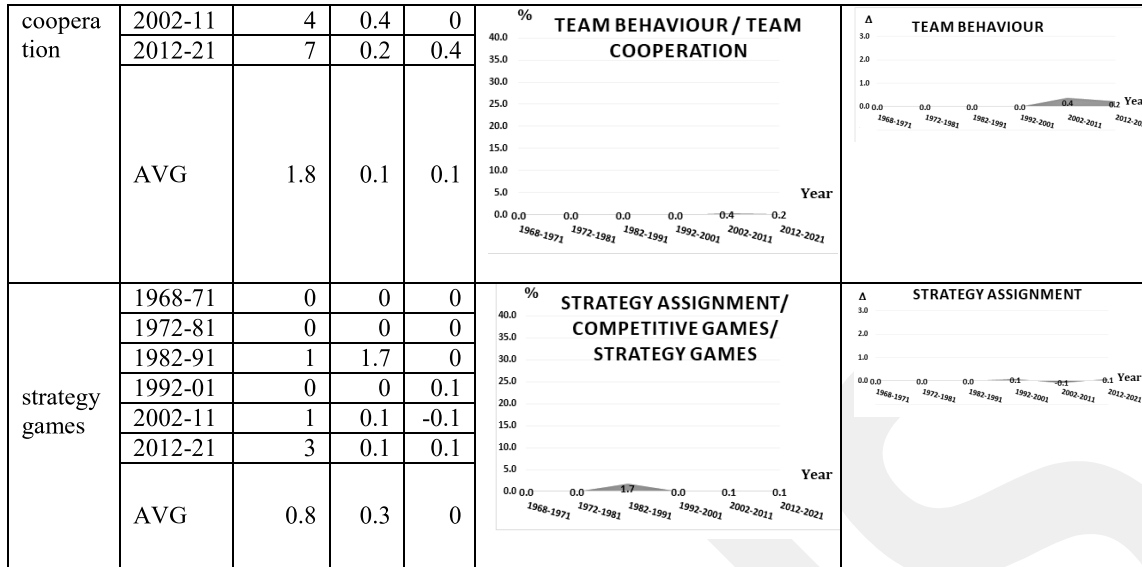 coopera
tion
2002-11 4 0.4 0
2012-21 7 0.2 0.4
AVG 1.8 0.1 0.1
%
TEAM BEHAVIOUR / TEAM
COOPERATION
40.0
35.0
30.0
25.0
20.0
15.0
10.0
5.0
0.0
0.0 0.0 0.0 0.0 0.4 0.2
Year
1968-1971 1972-1981 1982-1991 1992-2001 2002-2011 2012-2021
Δ
TEAM BEHAVIOUR
3.0
2.0
1.0
0.0
0.0 0.0 0.0 0.0 0.4 0.2
Yea
1968-1971 1972-1981 1982-1991 1992-2001 2002-2011 2012-20
strategy
games
1968-71 0 0 0
1972-81 0 0 0
1982-91 1 1.7 0
1992-01 0 0 0.1
2002-11 1 0.1 -0.1
2012-21 3 0.1 0.1
AVG 0.8 0.3 0
%
STRATEGY ASSIGNMENT/
COMPETITIVE GAMES/
STRATEGY GAMES
40.0
35.0
30.0
25.0
20.0
15.0
10.0
5.0
0.0
0.0 0.0 1.7 0.0 0.1 0.1
Year
1968-1971 1972-1981 1982-1991 1992-2001 2002-2011 2012-2021
Δ
STRATEGY ASSIGNMENT
3.0
2.0
1.0
0.0
0.0 0.0 0.0 0.1 -0.1 0.1
Year
1968-1971 1972-1981 1982-1991 1992-2001 2002-2011 2012-2021